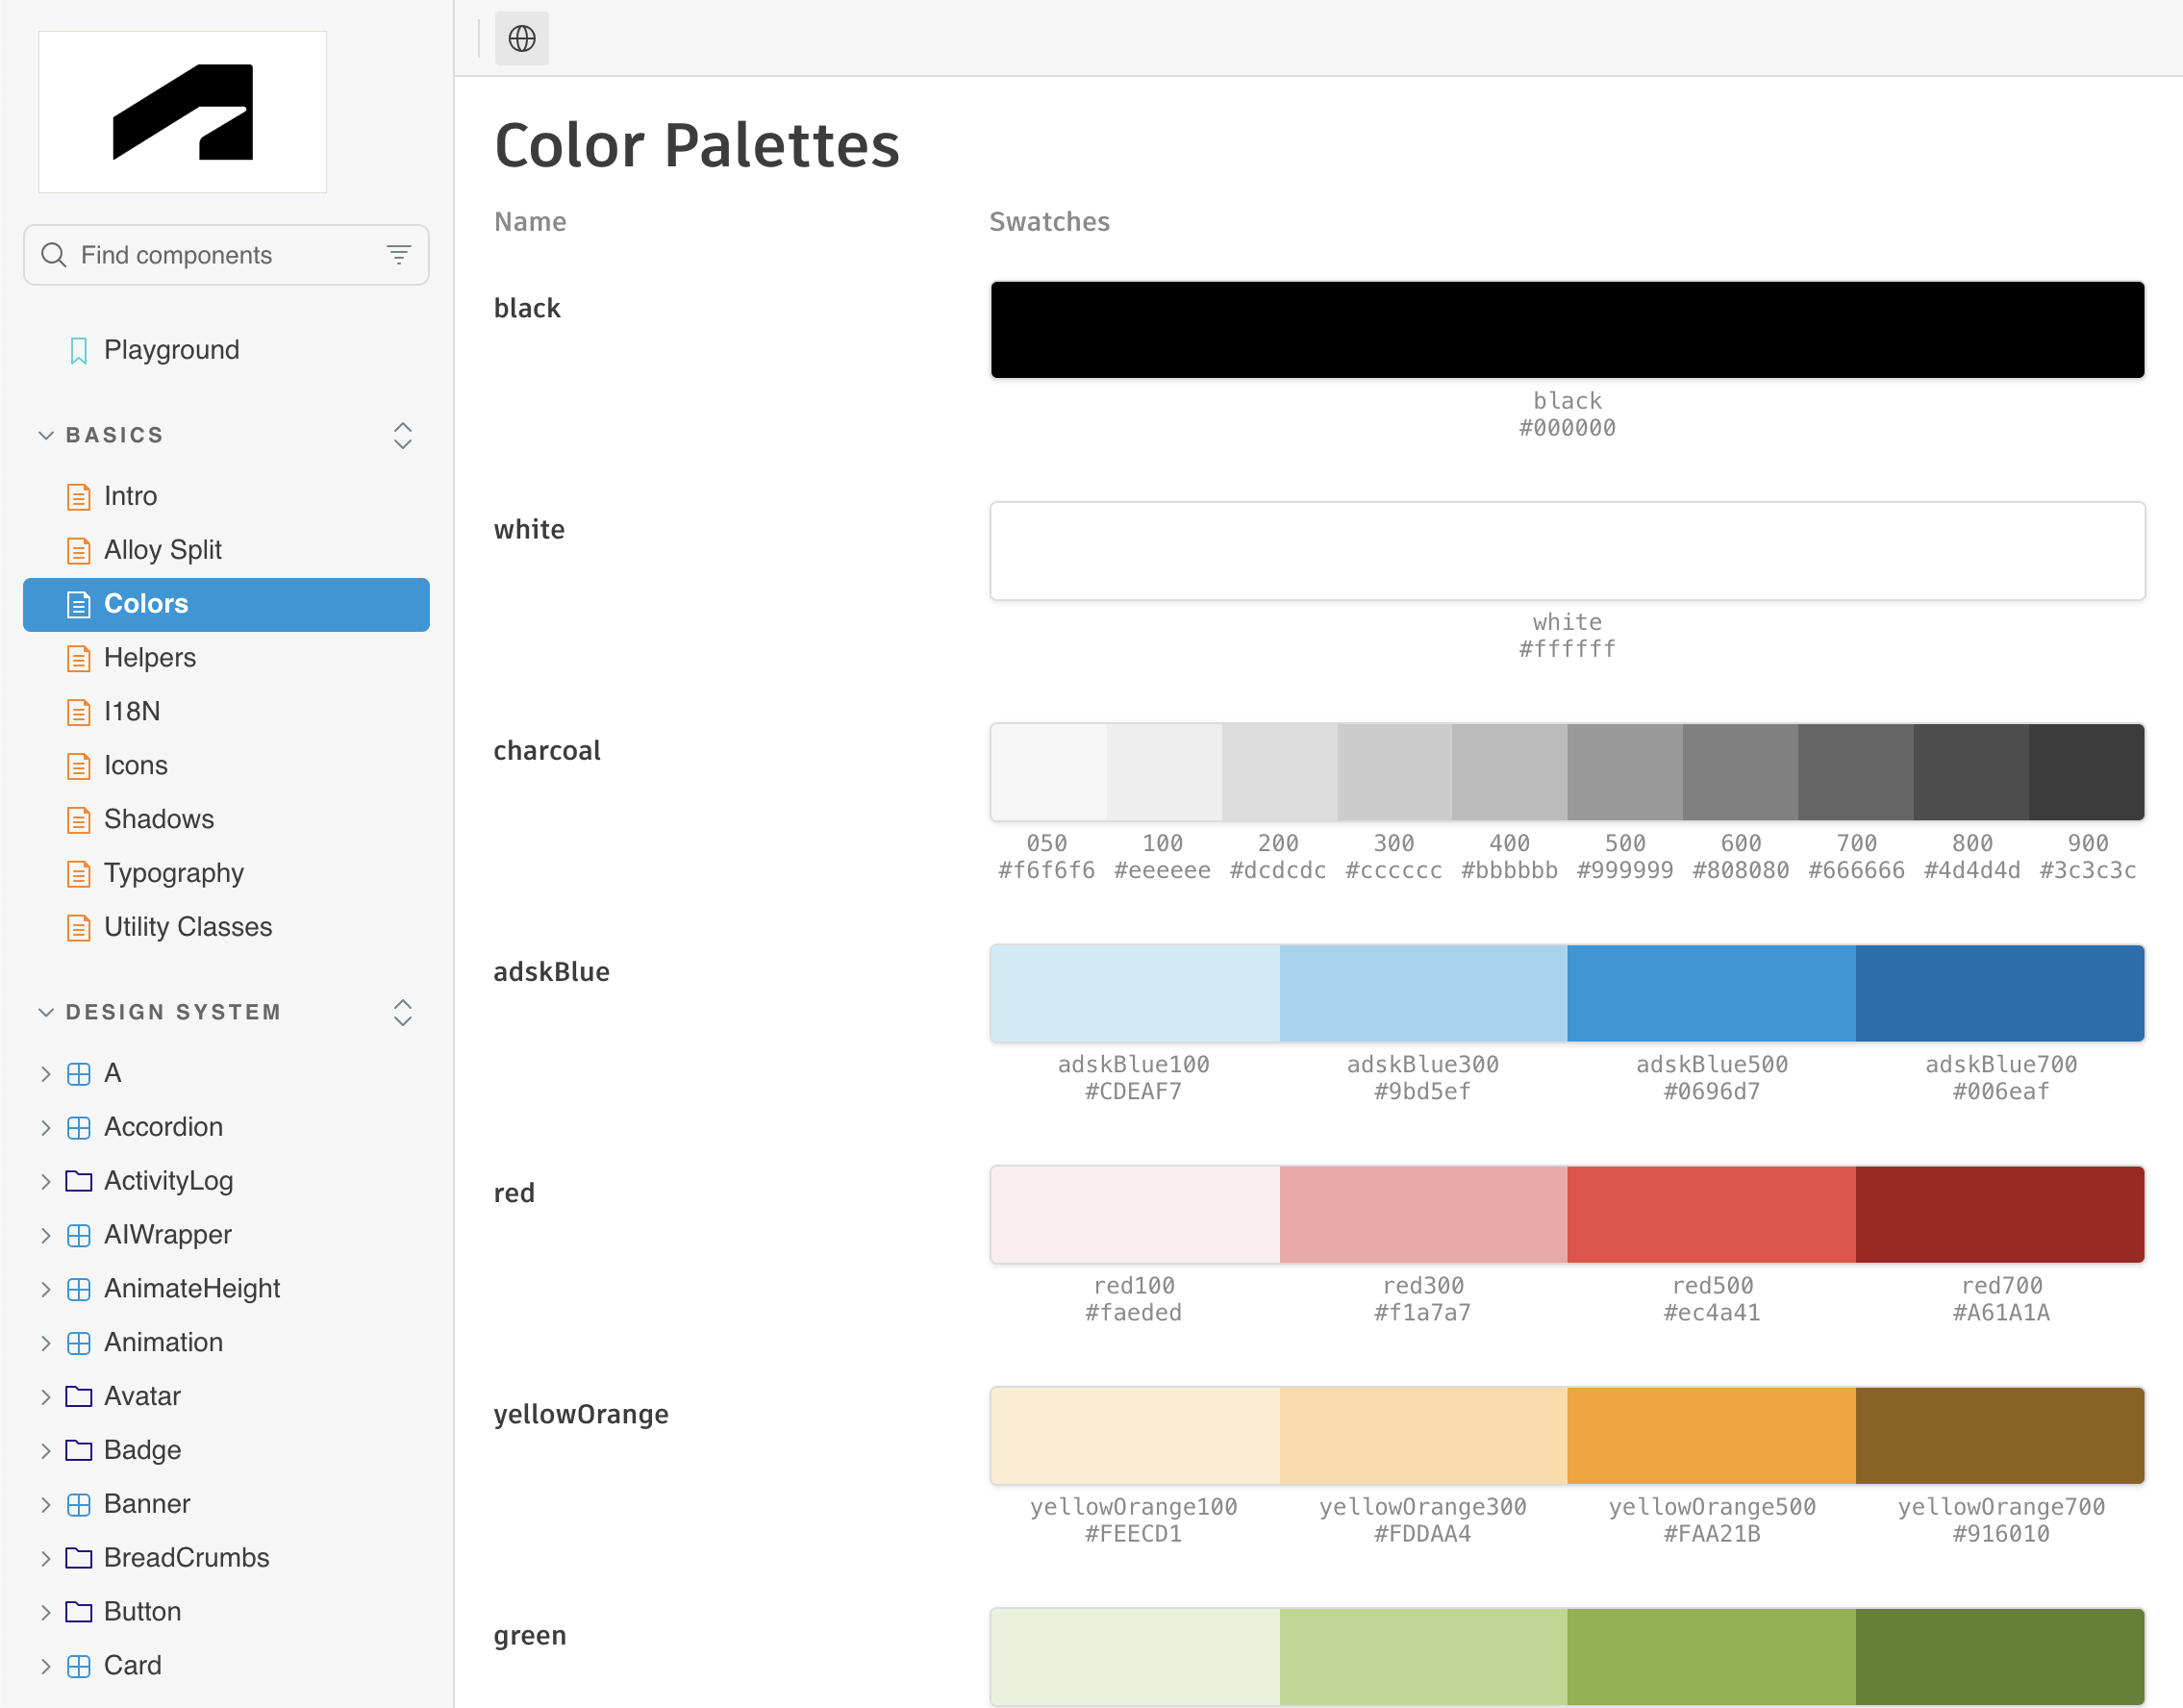 Find components
Playground
BASICS
Intro
Alloy Split
Colors
Helpers
I18N
Icons
Shadows
Typography
Utility Classes
DESIGN SYSTEM
A
Accordion
ActivityLog
AIWrapper
AnimateHeight
Animation
Avatar
Badge
Banner
BreadCrumbs
Button
Card
Color Palettes
Name Swatches
black
black
#000000
white
white
#ffffff
charcoal
050 100 200 300 400 500 600 700 800 900
#f6f6f6 #eeeeee #dcdcdc #cccccc #bbbbbb #999999 #808080 #666666 #4d4d4d #3c3c3c
adskBlue
adskBlue100 adskBlue300 adskBlue500 adskBlue700
#CDEAF7 #9bd5ef #0696d7 #006eaf
red
red100 red300 red500 red700
#faeded #f1a7a7 #ec4a41 #A61A1A
yellowOrange
yellowOrange100 yellowOrange300 yellowOrange500 yellowOrange700
#FEECD1 #FDDAA4 #FAA21B #916010
green